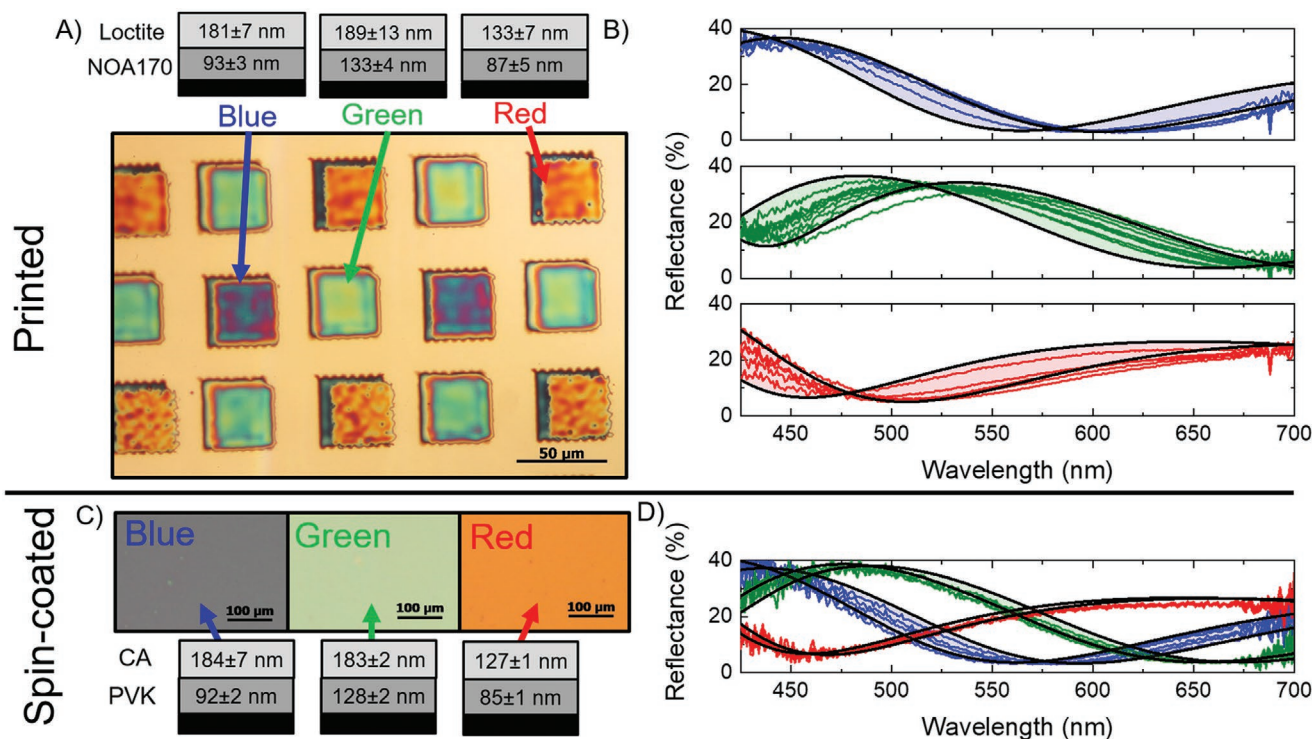 A)
Loctite 181±7 nm 189±13 nm 133±7 nm
NOA170 93±3 nm 133±4 nm 87±5 nm
Blue Green Red
Printed
50 µm
B)
40
20
0
40
20
0
40
20
0
Reflectance (%)
450 500 550 600 650 700
Wavelength (nm)
Spin-coated
C)
Blue Green Red
100 µm 100 µm 100 µm
CA 184±7 nm 183±2 nm 127±1 nm
PVK 92±2 nm 128±2 nm 85±1 nm
D)
40
20
0
Reflectance (%)
450 500 550 600 650 700
Wavelength (nm)